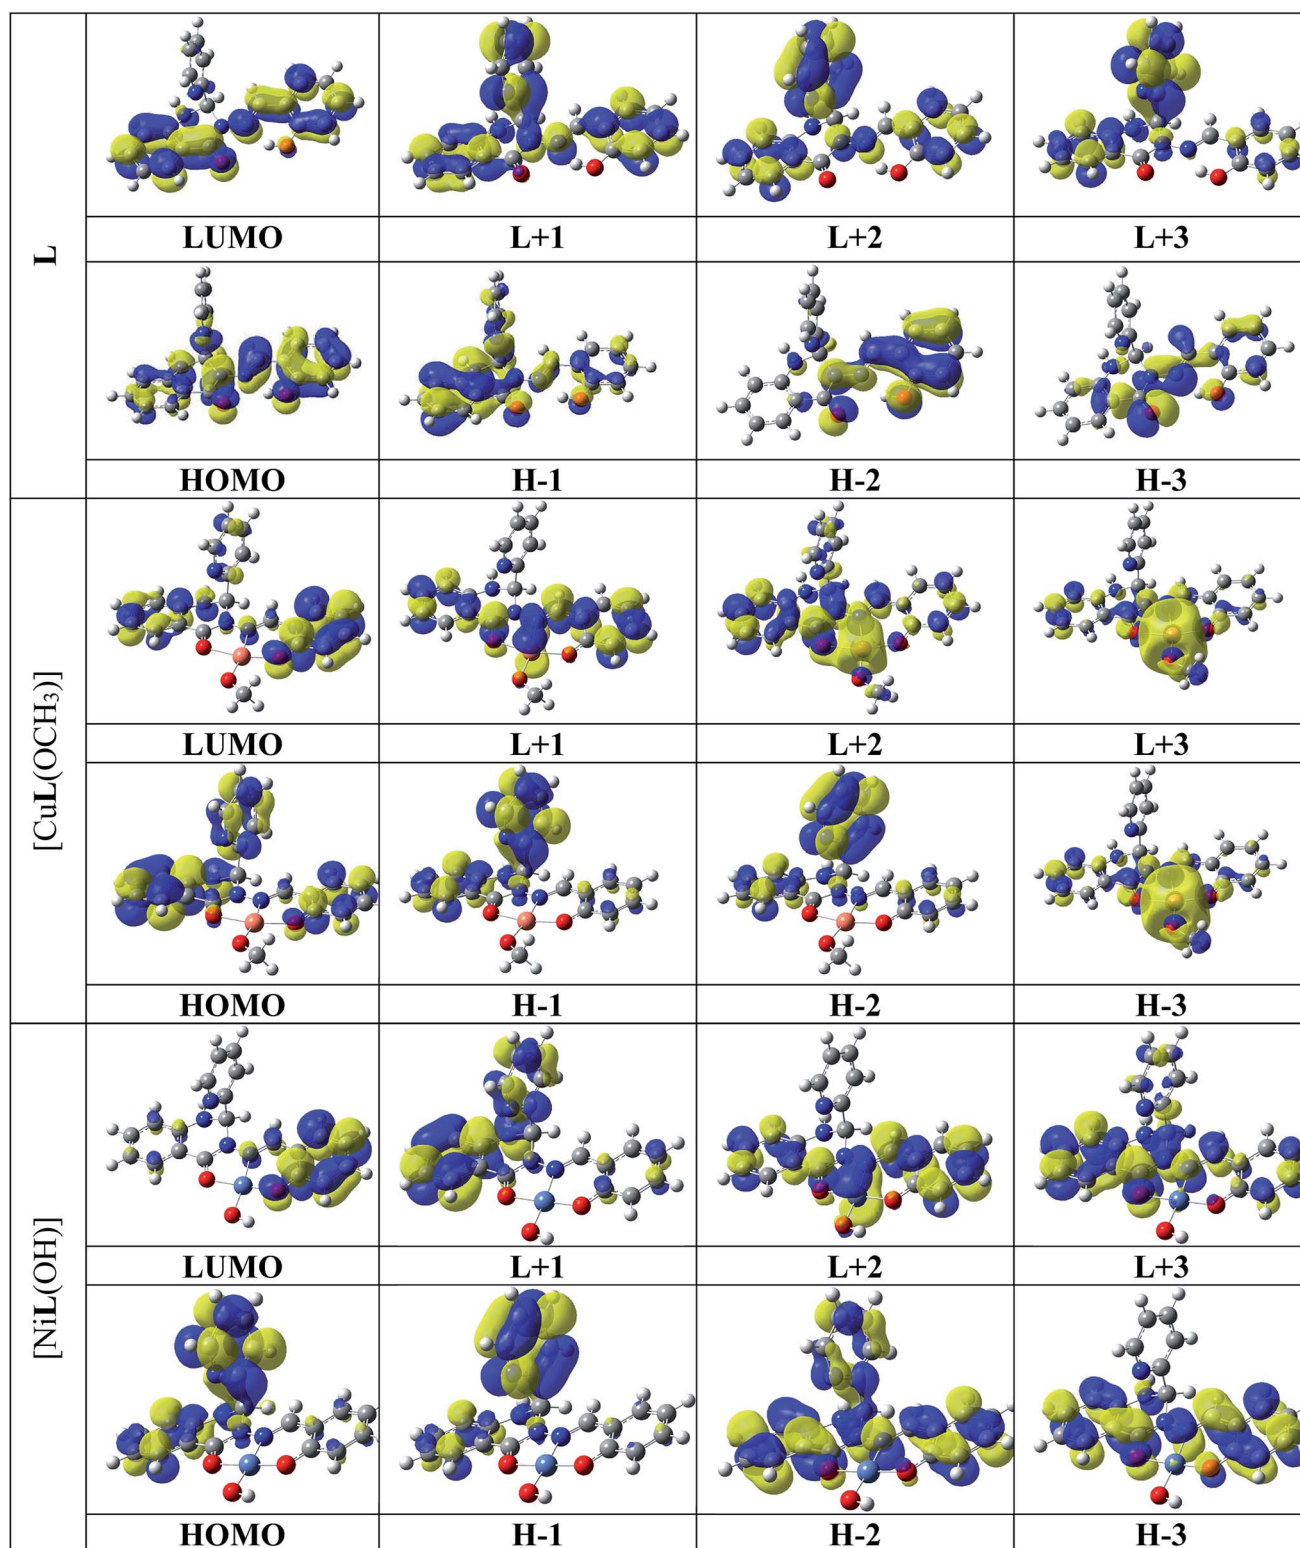 L
LUMO L+1 L+2 L+3
HOMO H-1 H-2 H-3
[CuL(OCH₃)]
LUMO L+1 L+2 L+3
HOMO H-1 H-2 H-3
[NiL(OH)]
LUMO L+1 L+2 L+3
HOMO H-1 H-2 H-3